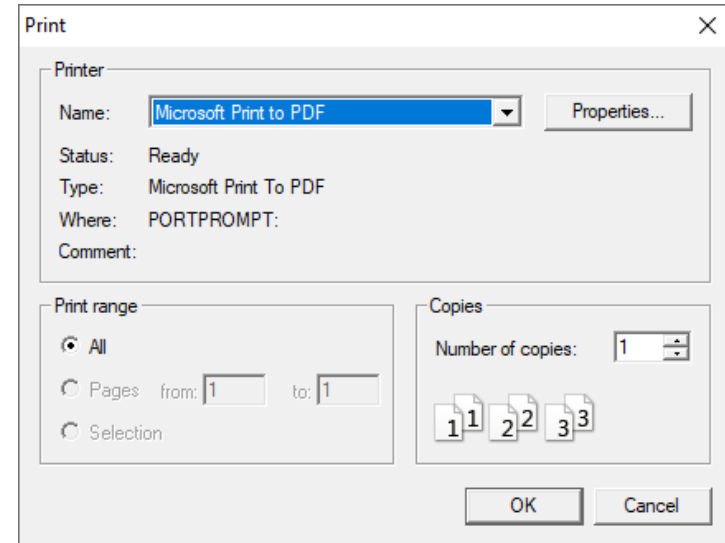 Print
Printer
Name: Microsoft Print to PDF Properties...
Status: Ready
Type: Microsoft Print To PDF
Where: PORTPROMPT:
Comment:
Print range
All
Pages from: 1 to: 1
Selection
Copies
Number of copies: 1
1 1 2 2 3 3
OK Cancel